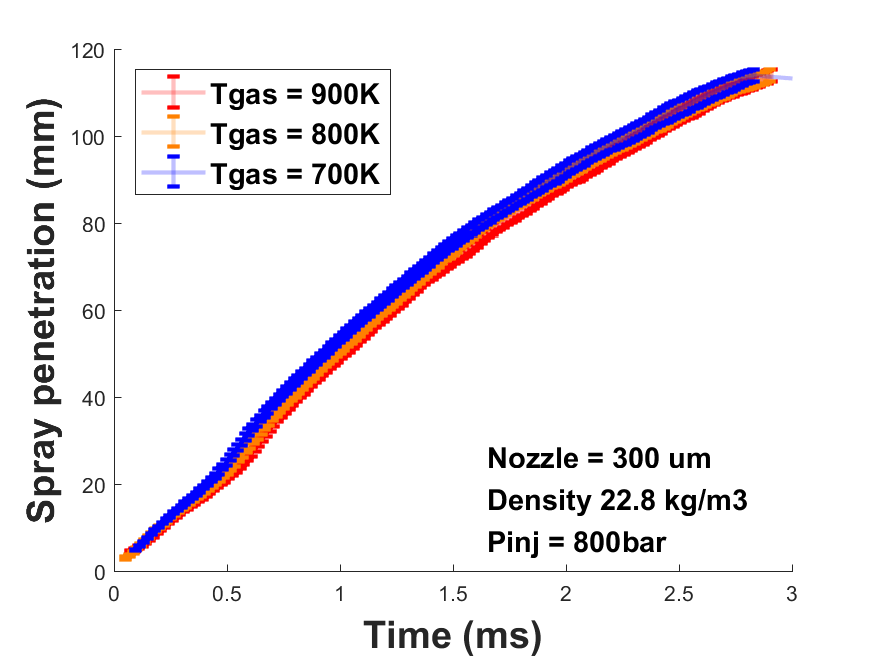 120
100
80
60
40
20
0
Spray penetration (mm)
Tgas = 900K
Tgas = 800K
Tgas = 700K
Nozzle = 300 um
Density 22.8 kg/m3
Pinj = 800bar
0 0.5 1 1.5 2 2.5 3
Time (ms)